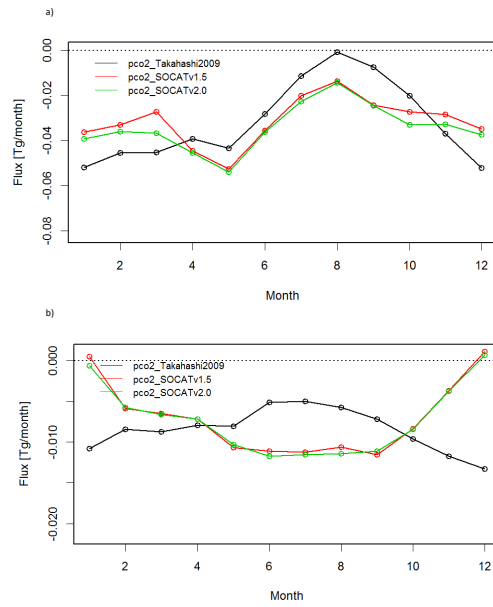 a)
0.00
-0.02
-0.04
-0.06
-0.08
Flux [Tg/month]
pco2_Takahashi2009
pco2_SOCATv1.5
pco2_SOCATv2.0
2 4 6 8 10 12
Month
b)
0.000
-0.010
-0.020
Flux [Tg/month]
pco2_Takahashi2009
pco2_SOCATv1.5
pco2_SOCATv2.0
2 4 6 8 10 12
Month